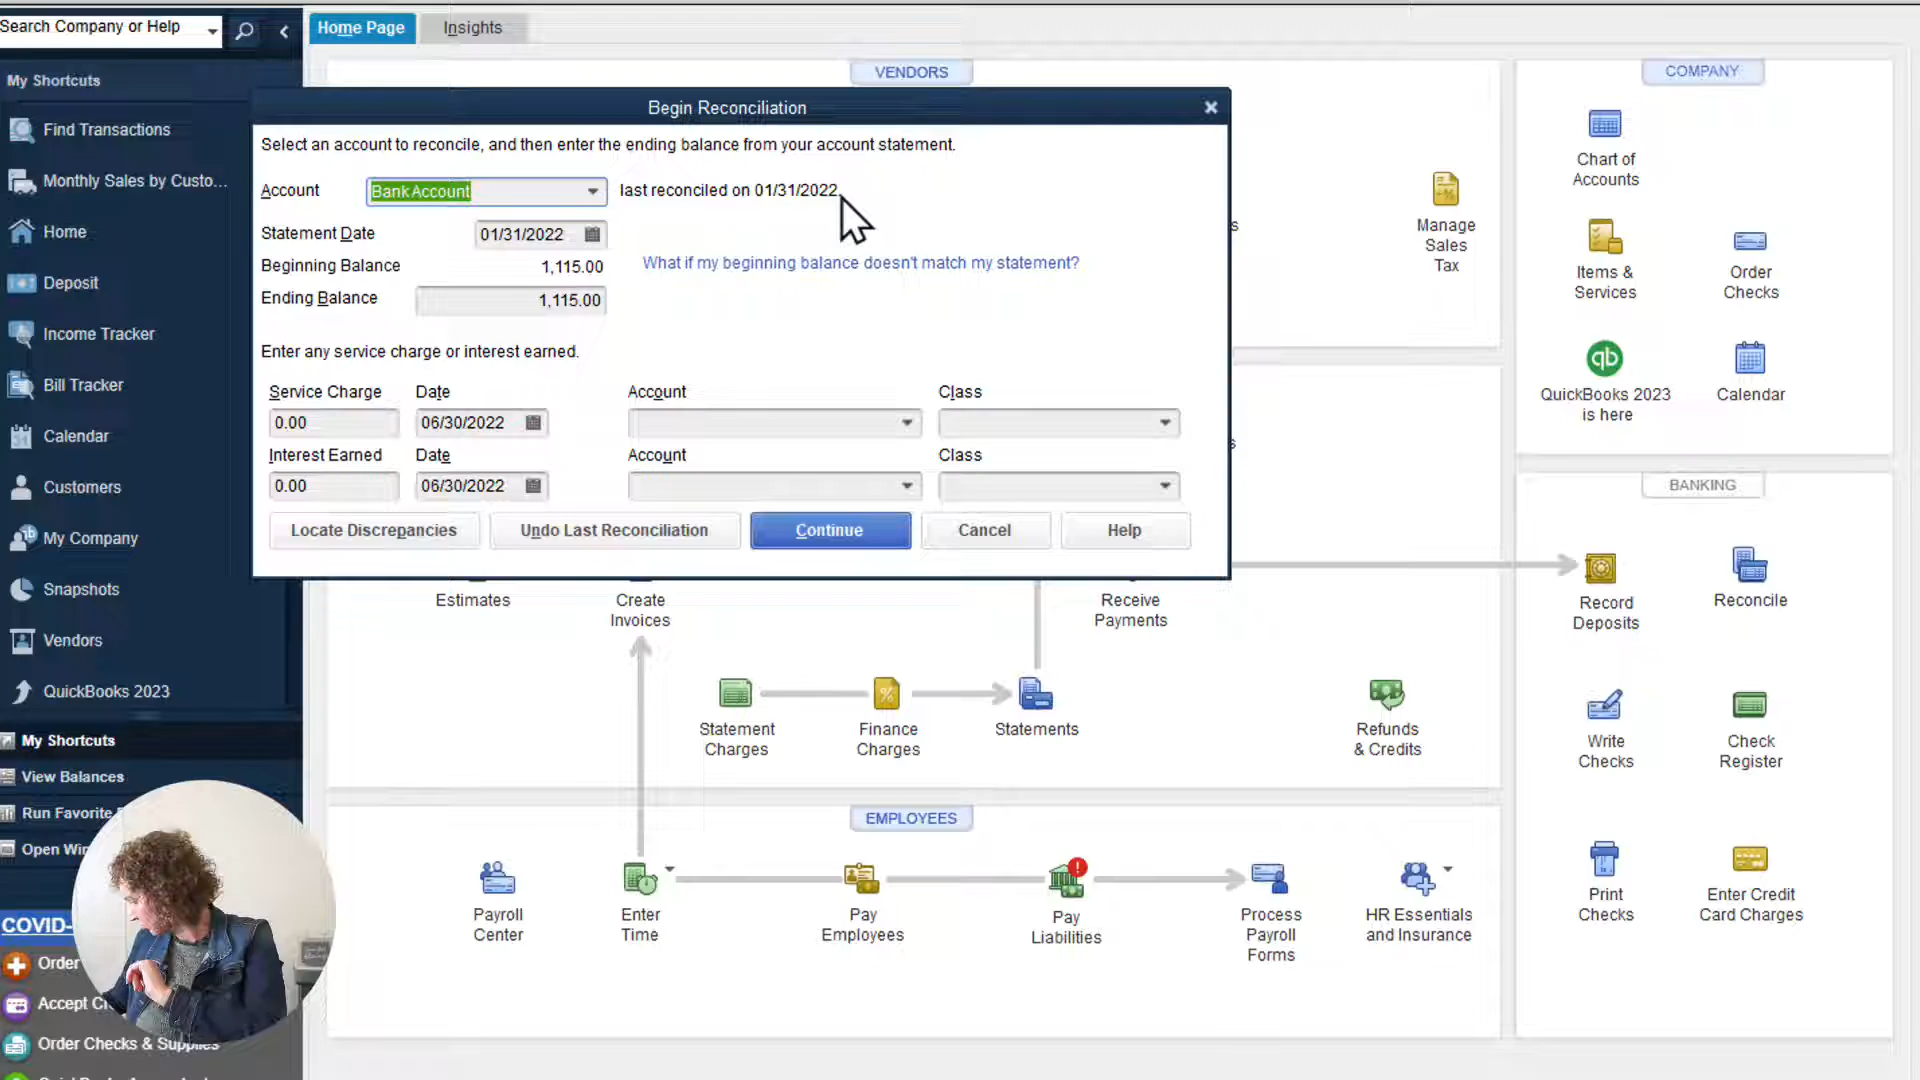 Search Company or Help
Home Page
Insights
My Shortcuts
Find Transactions
Monthly Sales by Custo...
Home
Deposit
Income Tracker
Bill Tracker
Calendar
Customers
My Company
Snapshots
Vendors
QuickBooks 2023
My Shortcuts
View Balances
Run Favorite
Open
COVID-
Order
Accept
Order Checks & Supplies
VENDORS
Begin Reconciliation
Select an account to reconcile, and then enter the ending balance from your account statement.
Account
Bank Account
last reconciled on 01/31/2022.
Statement Date
01/31/2022
Beginning Balance
1,115.00
What if my beginning balance doesn't match my statement?
Ending Balance
1,115.00
Enter any service charge or interest earned.
Service Charge
Date
Account
Class
0.00
06/30/2022
Interest Earned
Date
Account
Class
0.00
06/30/2022
Locate Discrepancies
Undo Last Reconciliation
Continue
Cancel
Help
Manage
Sales
Tax
Estimates
Create
Invoices
Receive
Payments
Statement
Charges
Finance
Charges
Statements
Refunds
& Credits
EMPLOYEES
Payroll
Center
Enter
Time
Pay
Employees
Pay
Liabilities
Process
Payroll
Forms
HR Essentials
and Insurance
COMPANY
Chart of
Accounts
Items &
Services
Order
Checks
qb
QuickBooks 2023
is here
Calendar
BANKING
Record
Deposits
Reconcile
Write
Checks
Check
Register
Print
Checks
Enter Credit
Card Charges